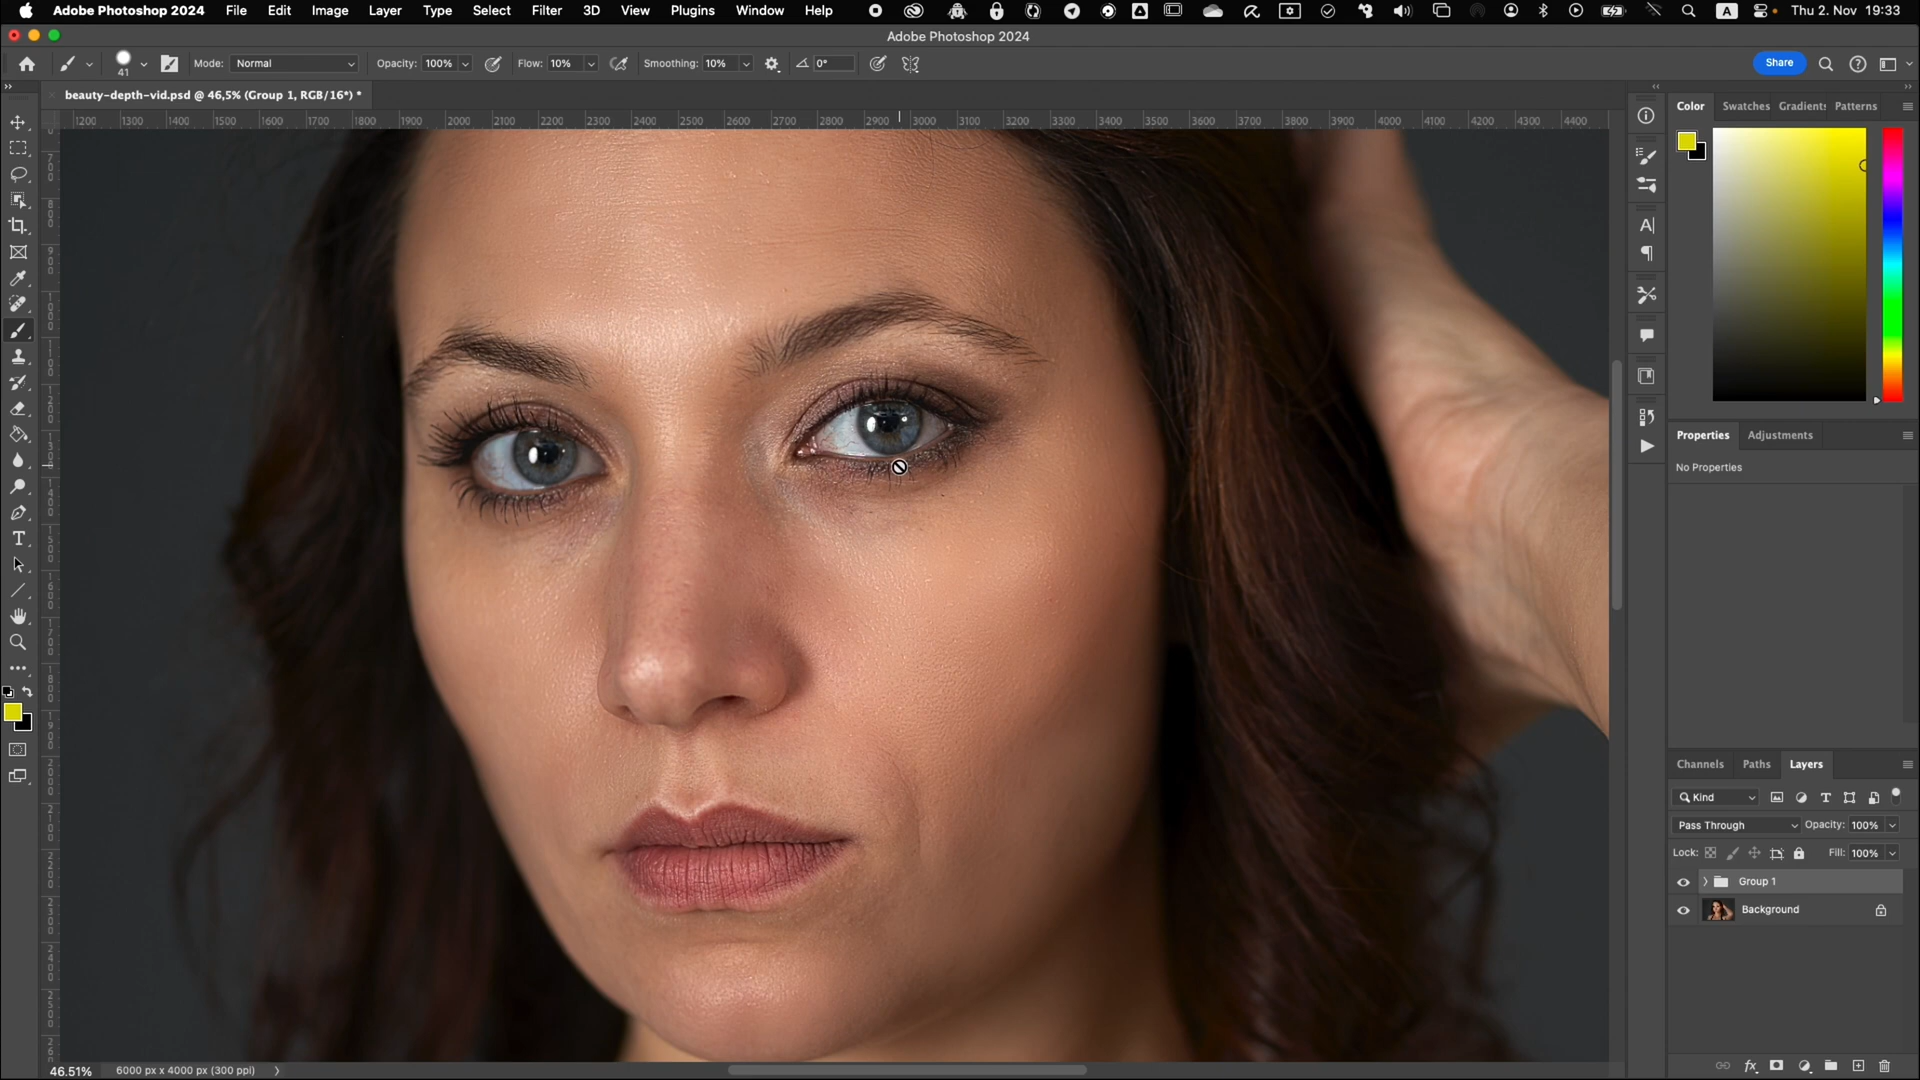 Adobe Photoshop 2024 File Edit Image Layer Type Select Filter 3D View Plugins Window Help A Thu 2. Nov 19:33
Adobe Photoshop 2024
41 Mode: Normal Opacity: 100% Flow: 10% Smoothing: 10% 0° Share
beauty-depth-vid.psd @ 46,5% (Group 1, RGB/16*) *
1200 1300 1400 1500 1600 1700 1800 1900 2000 2100 2200 2300 2400 2500 2600 2700 2800 2900 3000 3100 3200 3300 3400 3500 3600 3700 3800 3900 4000 4100 4200 4300 4400
Color Swatches Gradients Patterns
Properties Adjustments
No Properties
Channels Paths Layers
Kind
Pass Through Opacity: 100%
Lock: Fill: 100%
Group 1
Background
46.51% 6000 px x 4000 px (300 ppi)